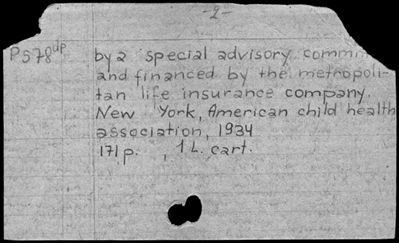 -2-
P578dp
by a special advisory comm
and financed by the metropoli-
tan life insurance company.
New York, American child health
association, 1934
171 p. , 1 L. cart.